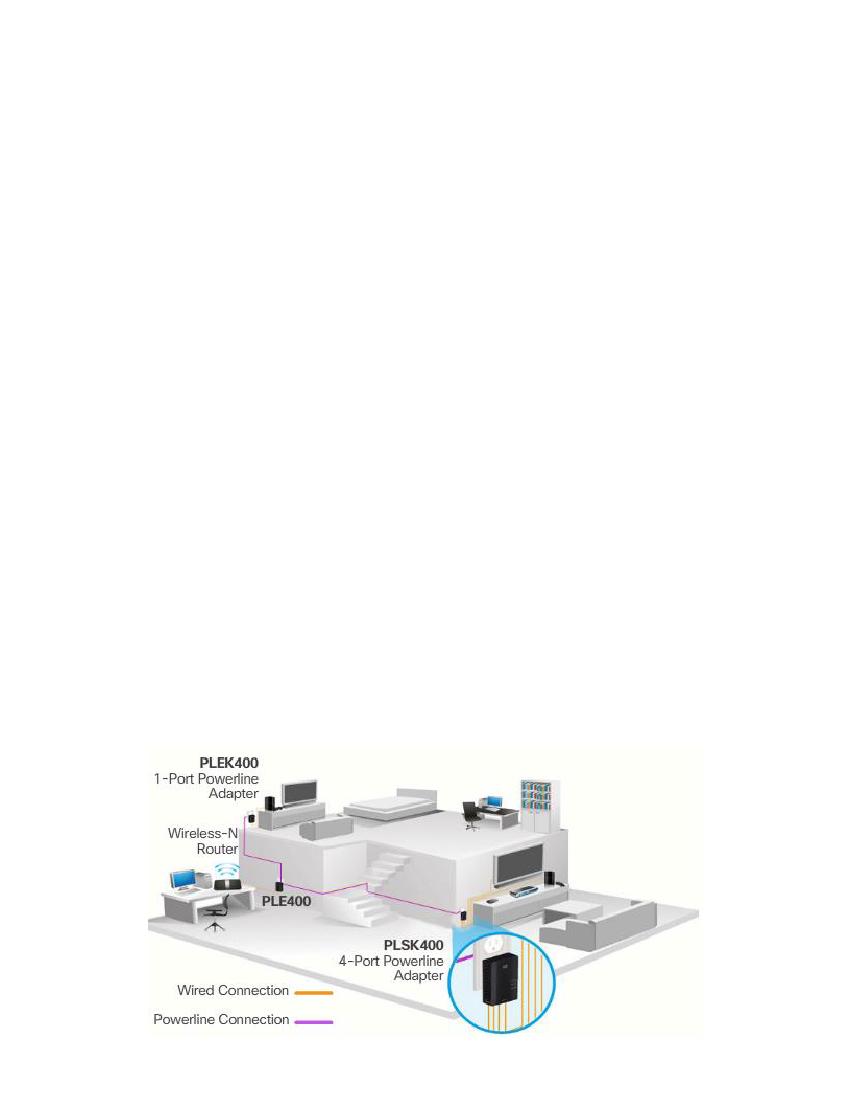 PLEK400
1-Port Powerline
Adapter
Wireless-N
Router
PLE400
PLSK400
4-Port Powerline
Adapter
Wired Connection
Powerline Connection